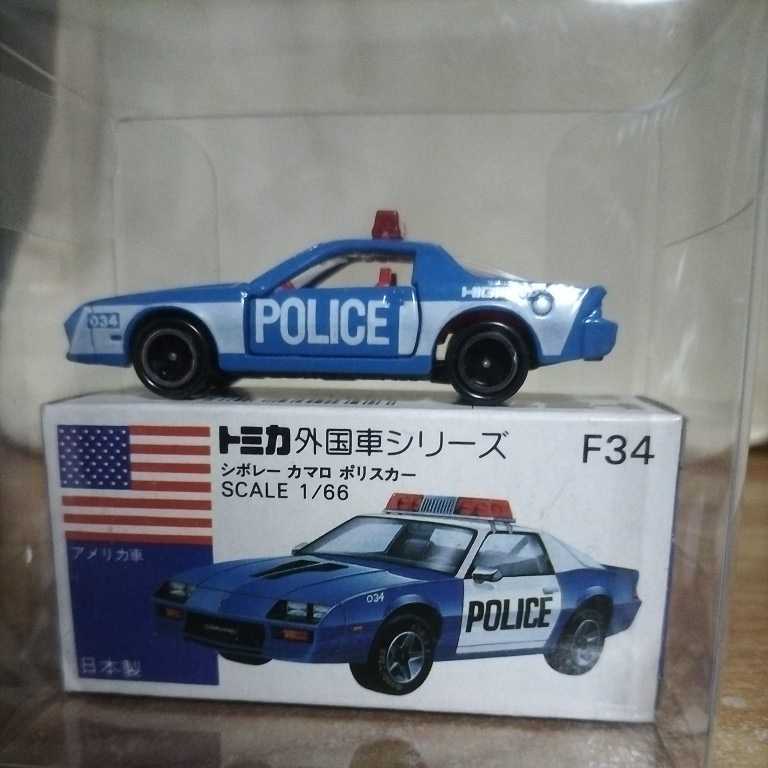 034
POLICE
トミカ外国車シリーズ
F34
シボレー カマロ ポリスカー
SCALE 1/66
アメリカ車
034
POLICE
日本製